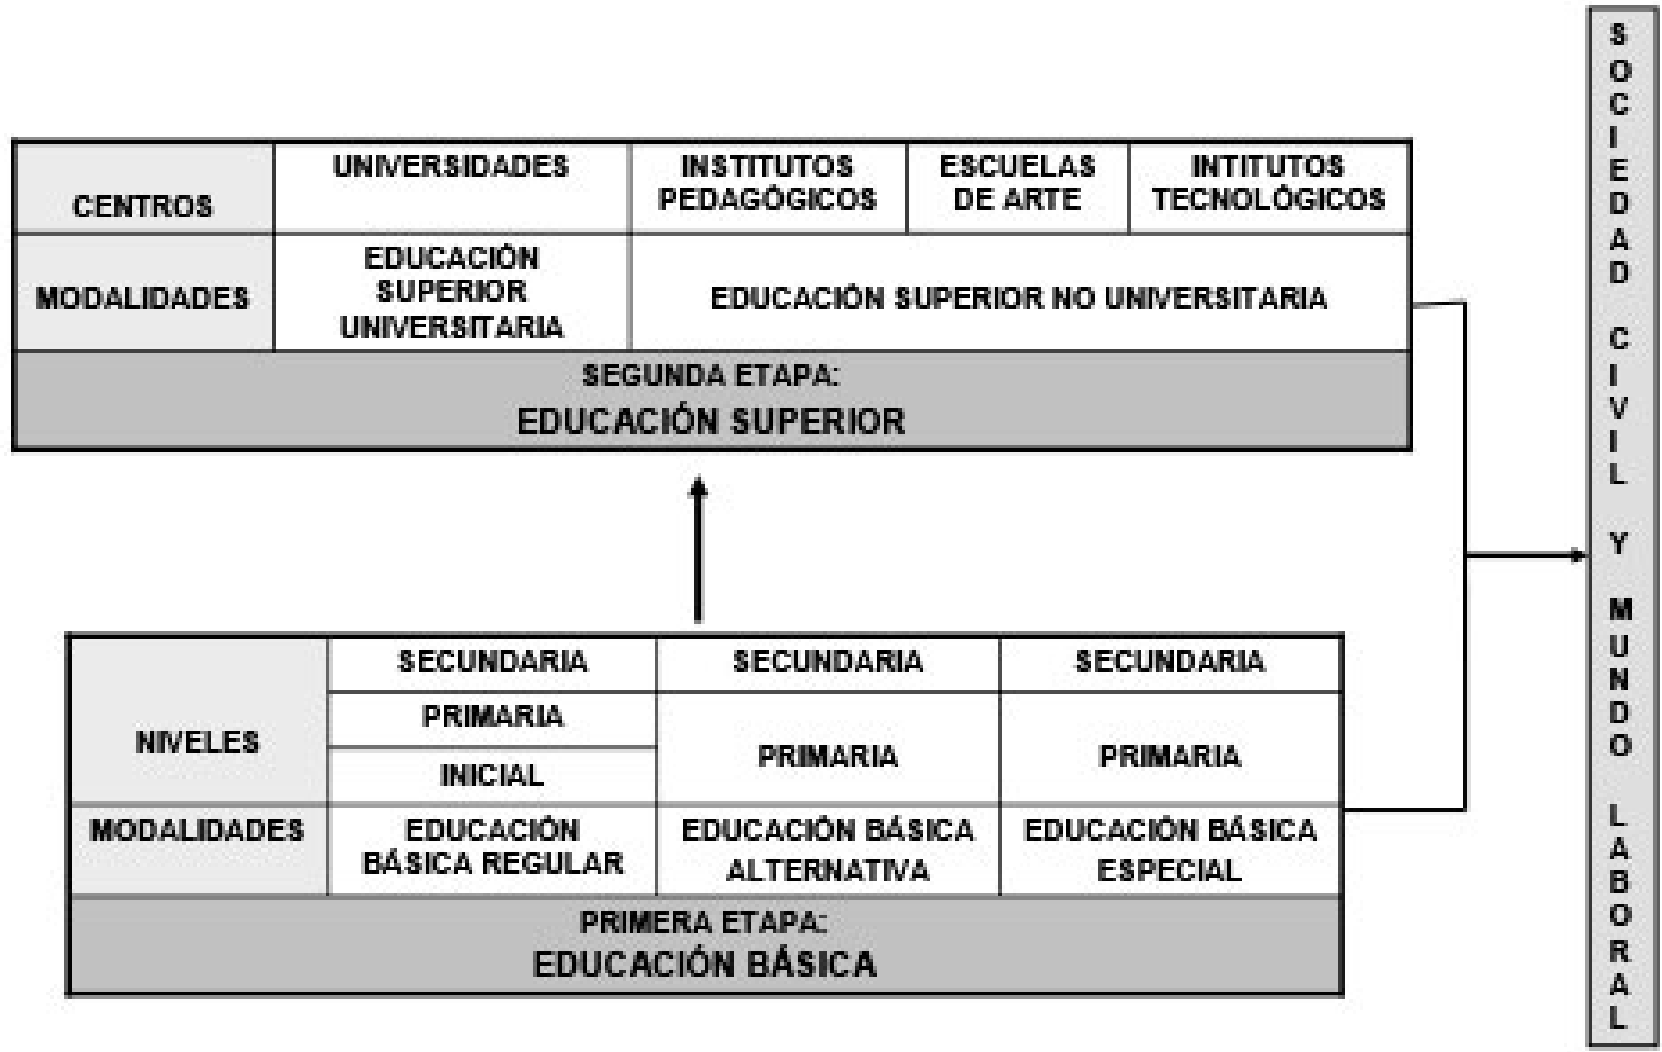 UNIVERSIDADES
INSTITUTOS
PEDAGÓGICOS
ESCUELAS
DE ARTE
INTITUTOS
TECNOLÓGICOS
CENTROS
MODALIDADES
EDUCACIÓN
SUPERIOR
UNIVERSITARIA
EDUCACIÓN SUPERIOR NO UNIVERSITARIA
SEGUNDA ETAPA:
EDUCACIÓN SUPERIOR
NIVELES
SECUNDARIA
PRIMARIA
INICIAL
SECUNDARIA
PRIMARIA
SECUNDARIA
PRIMARIA
MODALIDADES
EDUCACIÓN
BÁSICA REGULAR
EDUCACIÓN BÁSICA
ALTERNATIVA
EDUCACIÓN BÁSICA
ESPECIAL
PRIMERA ETAPA:
EDUCACIÓN BÁSICA
SOCIEDAD CIVIL Y MUNDO LABORAL